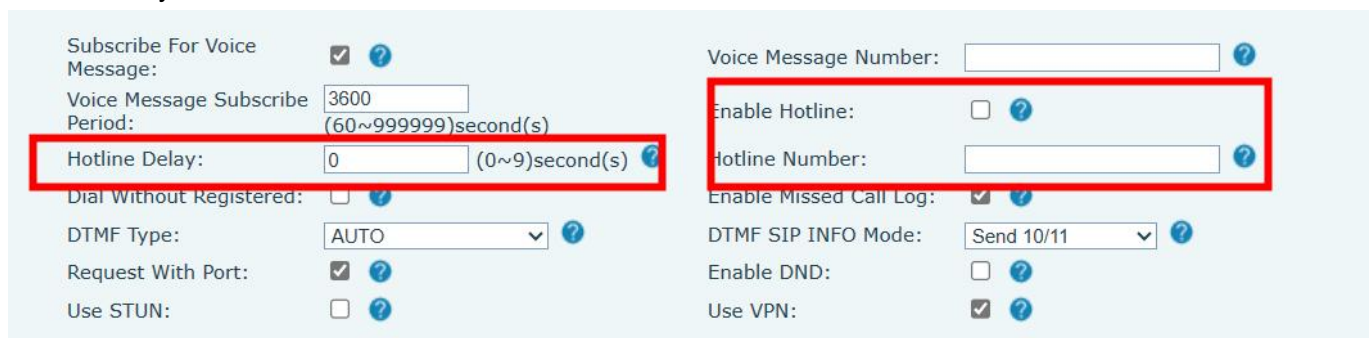 Subscribe For Voice
Message:
Voice Message Number:
Voice Message Subscribe
Period:
3600
(60~999999)second(s)
Enable Hotline:
Hotline Delay:
0
(0~9)second(s)
Hotline Number:
Dial Without Registered:
Enable Missed Call Log:
DTMF Type:
AUTO
DTMF SIP INFO Mode:
Send 10/11
Request With Port:
Enable DND:
Use STUN:
Use VPN: